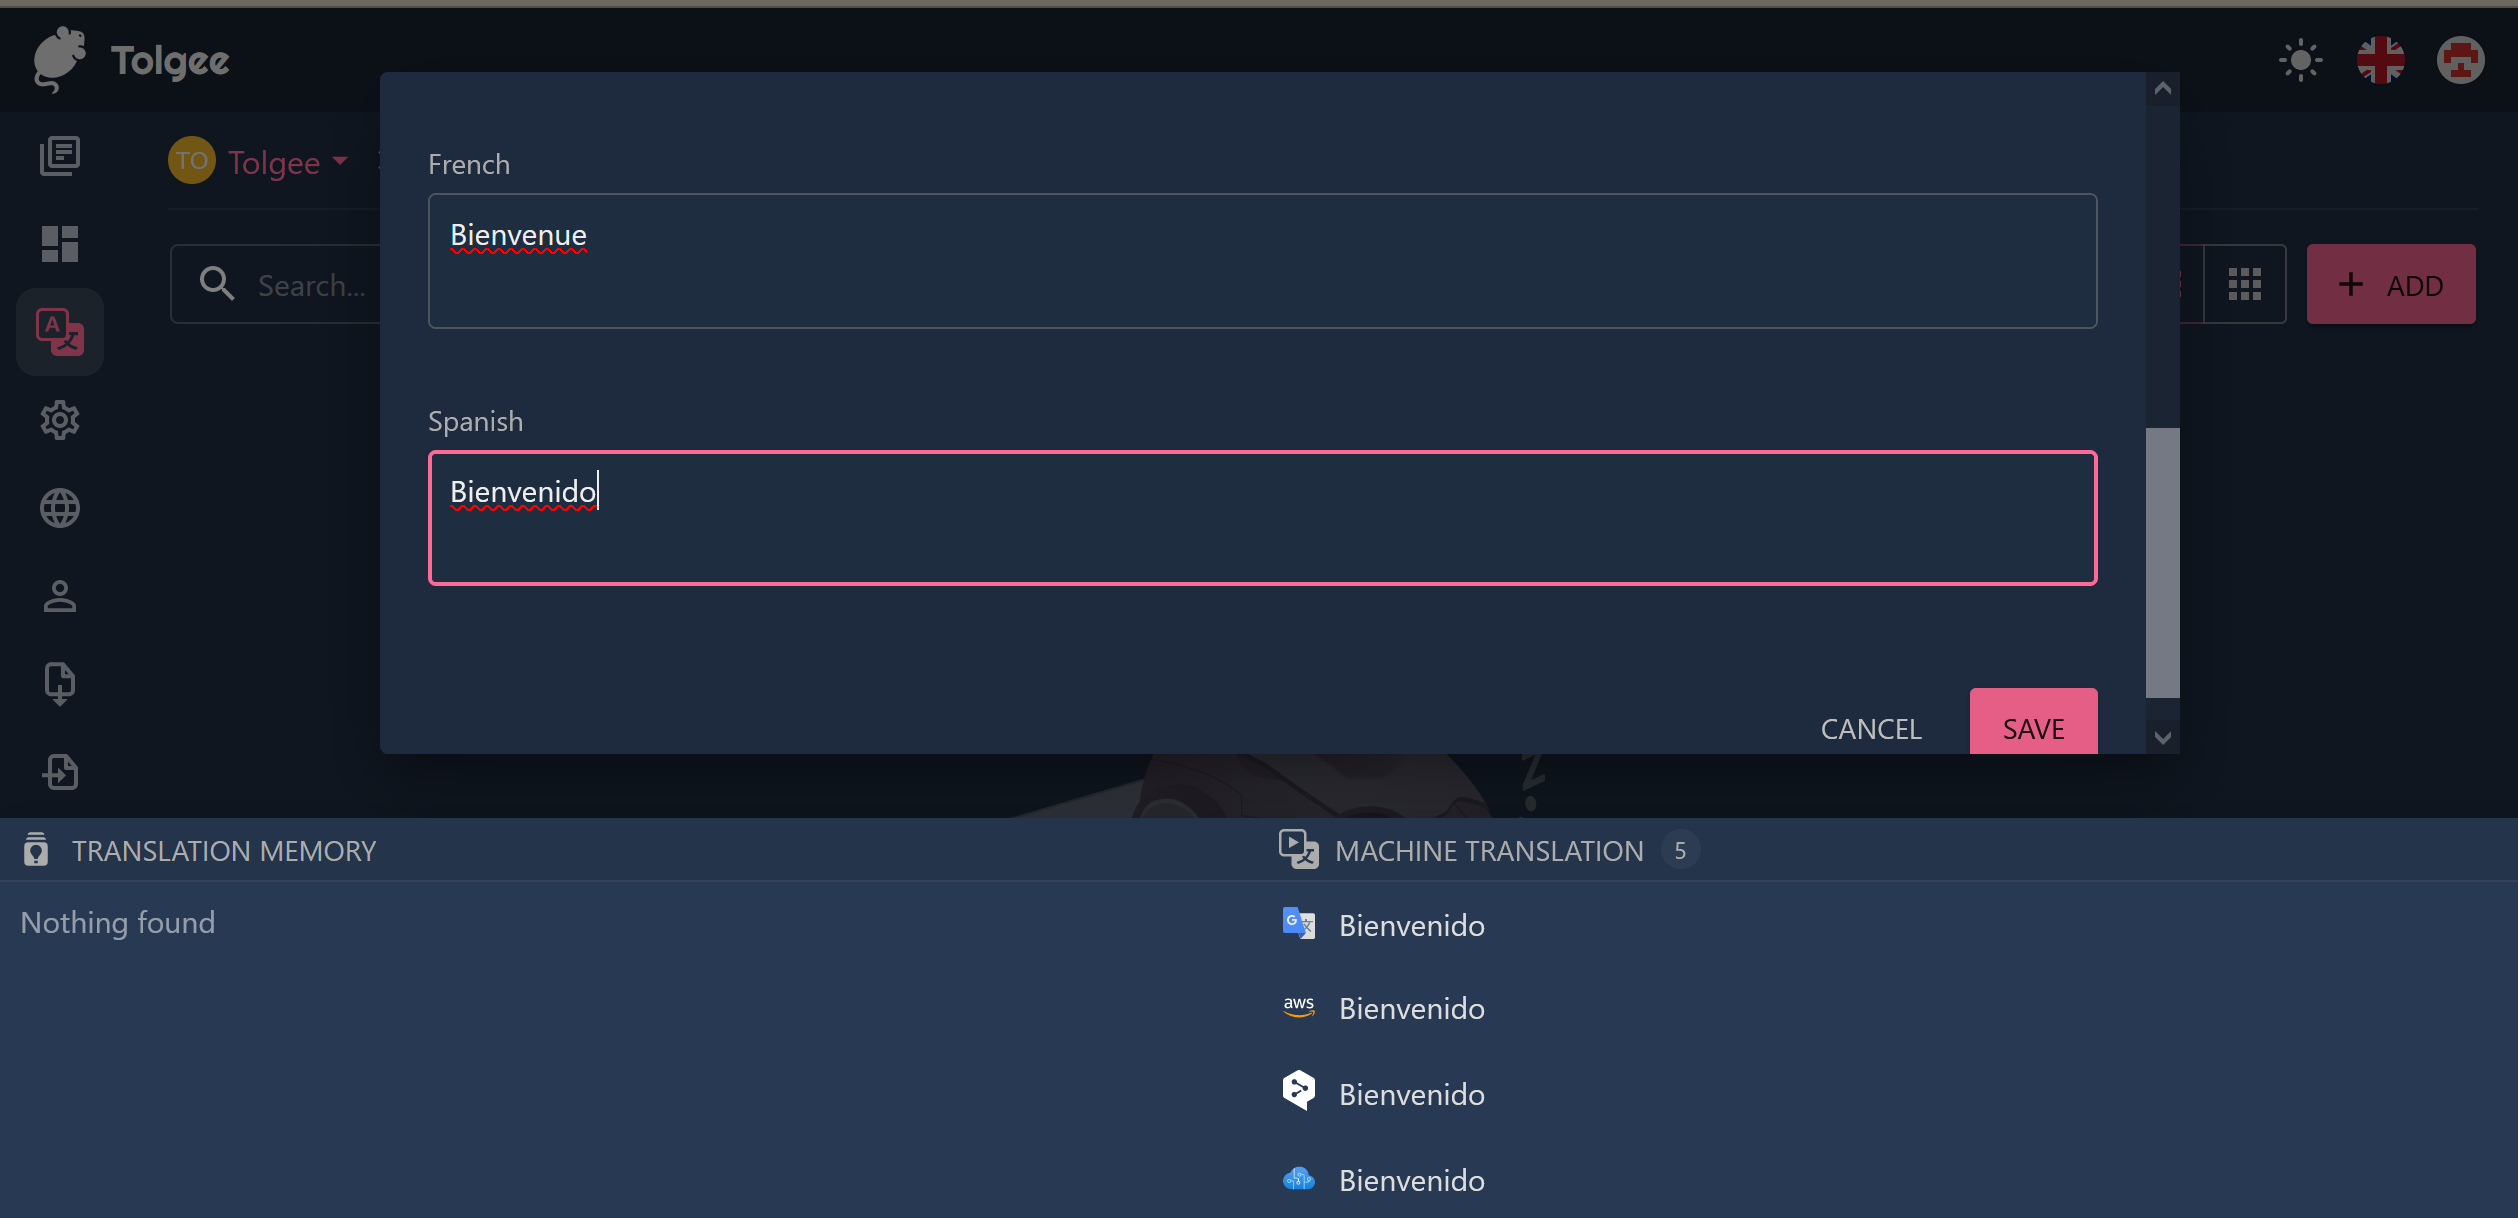 Tolgee
TO Tolgee
Search...
ADD
French
Bienvenue
Spanish
Bienvenido
CANCEL
SAVE
TRANSLATION MEMORY
Nothing found
MACHINE TRANSLATION 5
Bienvenido
aws Bienvenido
Bienvenido
Bienvenido